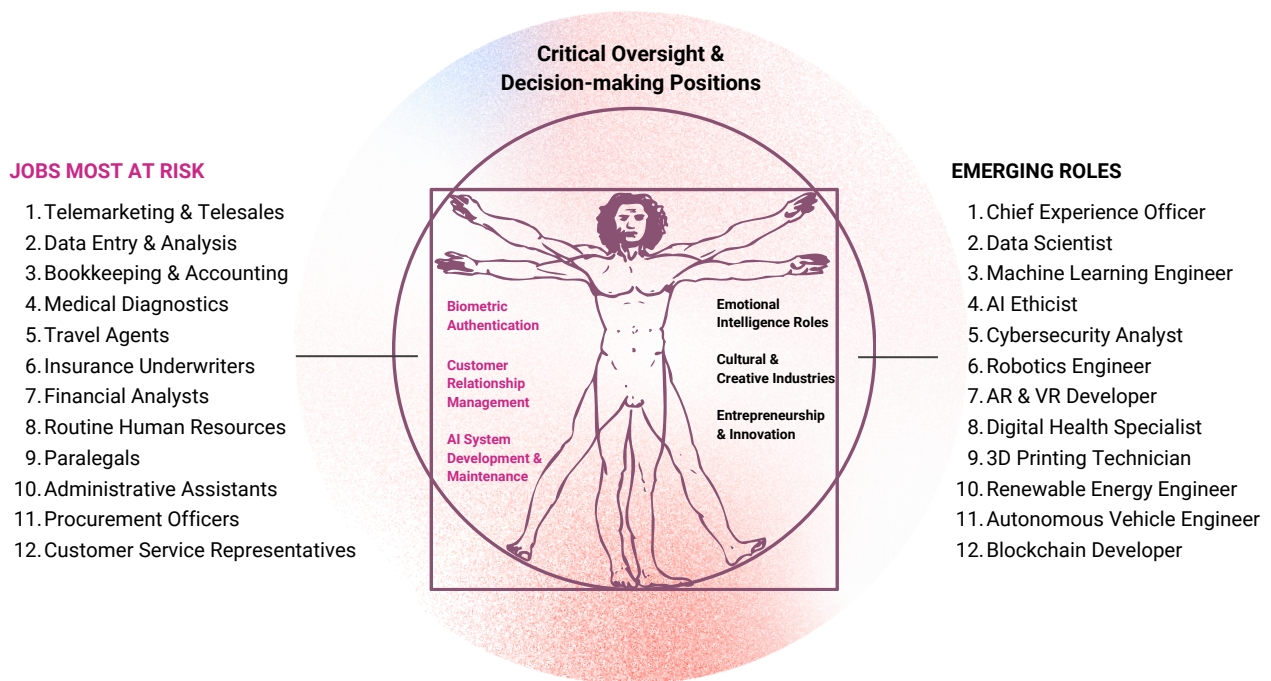 Critical Oversight &
Decision-making Positions
JOBS MOST AT RISK
1. Telemarketing & Telesales
2. Data Entry & Analysis
3. Bookkeeping & Accounting
4. Medical Diagnostics
5. Travel Agents
6. Insurance Underwriters
7. Financial Analysts
8. Routine Human Resources
9. Paralegals
10. Administrative Assistants
11. Procurement Officers
12. Customer Service Representatives
Biometric
Authentication
Customer
Relationship
Management
AI System
Development &
Maintenance
Emotional
Intelligence Roles
Cultural &
Creative Industries
Entrepreneurship
& Innovation
EMERGING ROLES
1. Chief Experience Officer
2. Data Scientist
3. Machine Learning Engineer
4. AI Ethicist
5. Cybersecurity Analyst
6. Robotics Engineer
7. AR & VR Developer
8. Digital Health Specialist
9. 3D Printing Technician
10. Renewable Energy Engineer
11. Autonomous Vehicle Engineer
12. Blockchain Developer